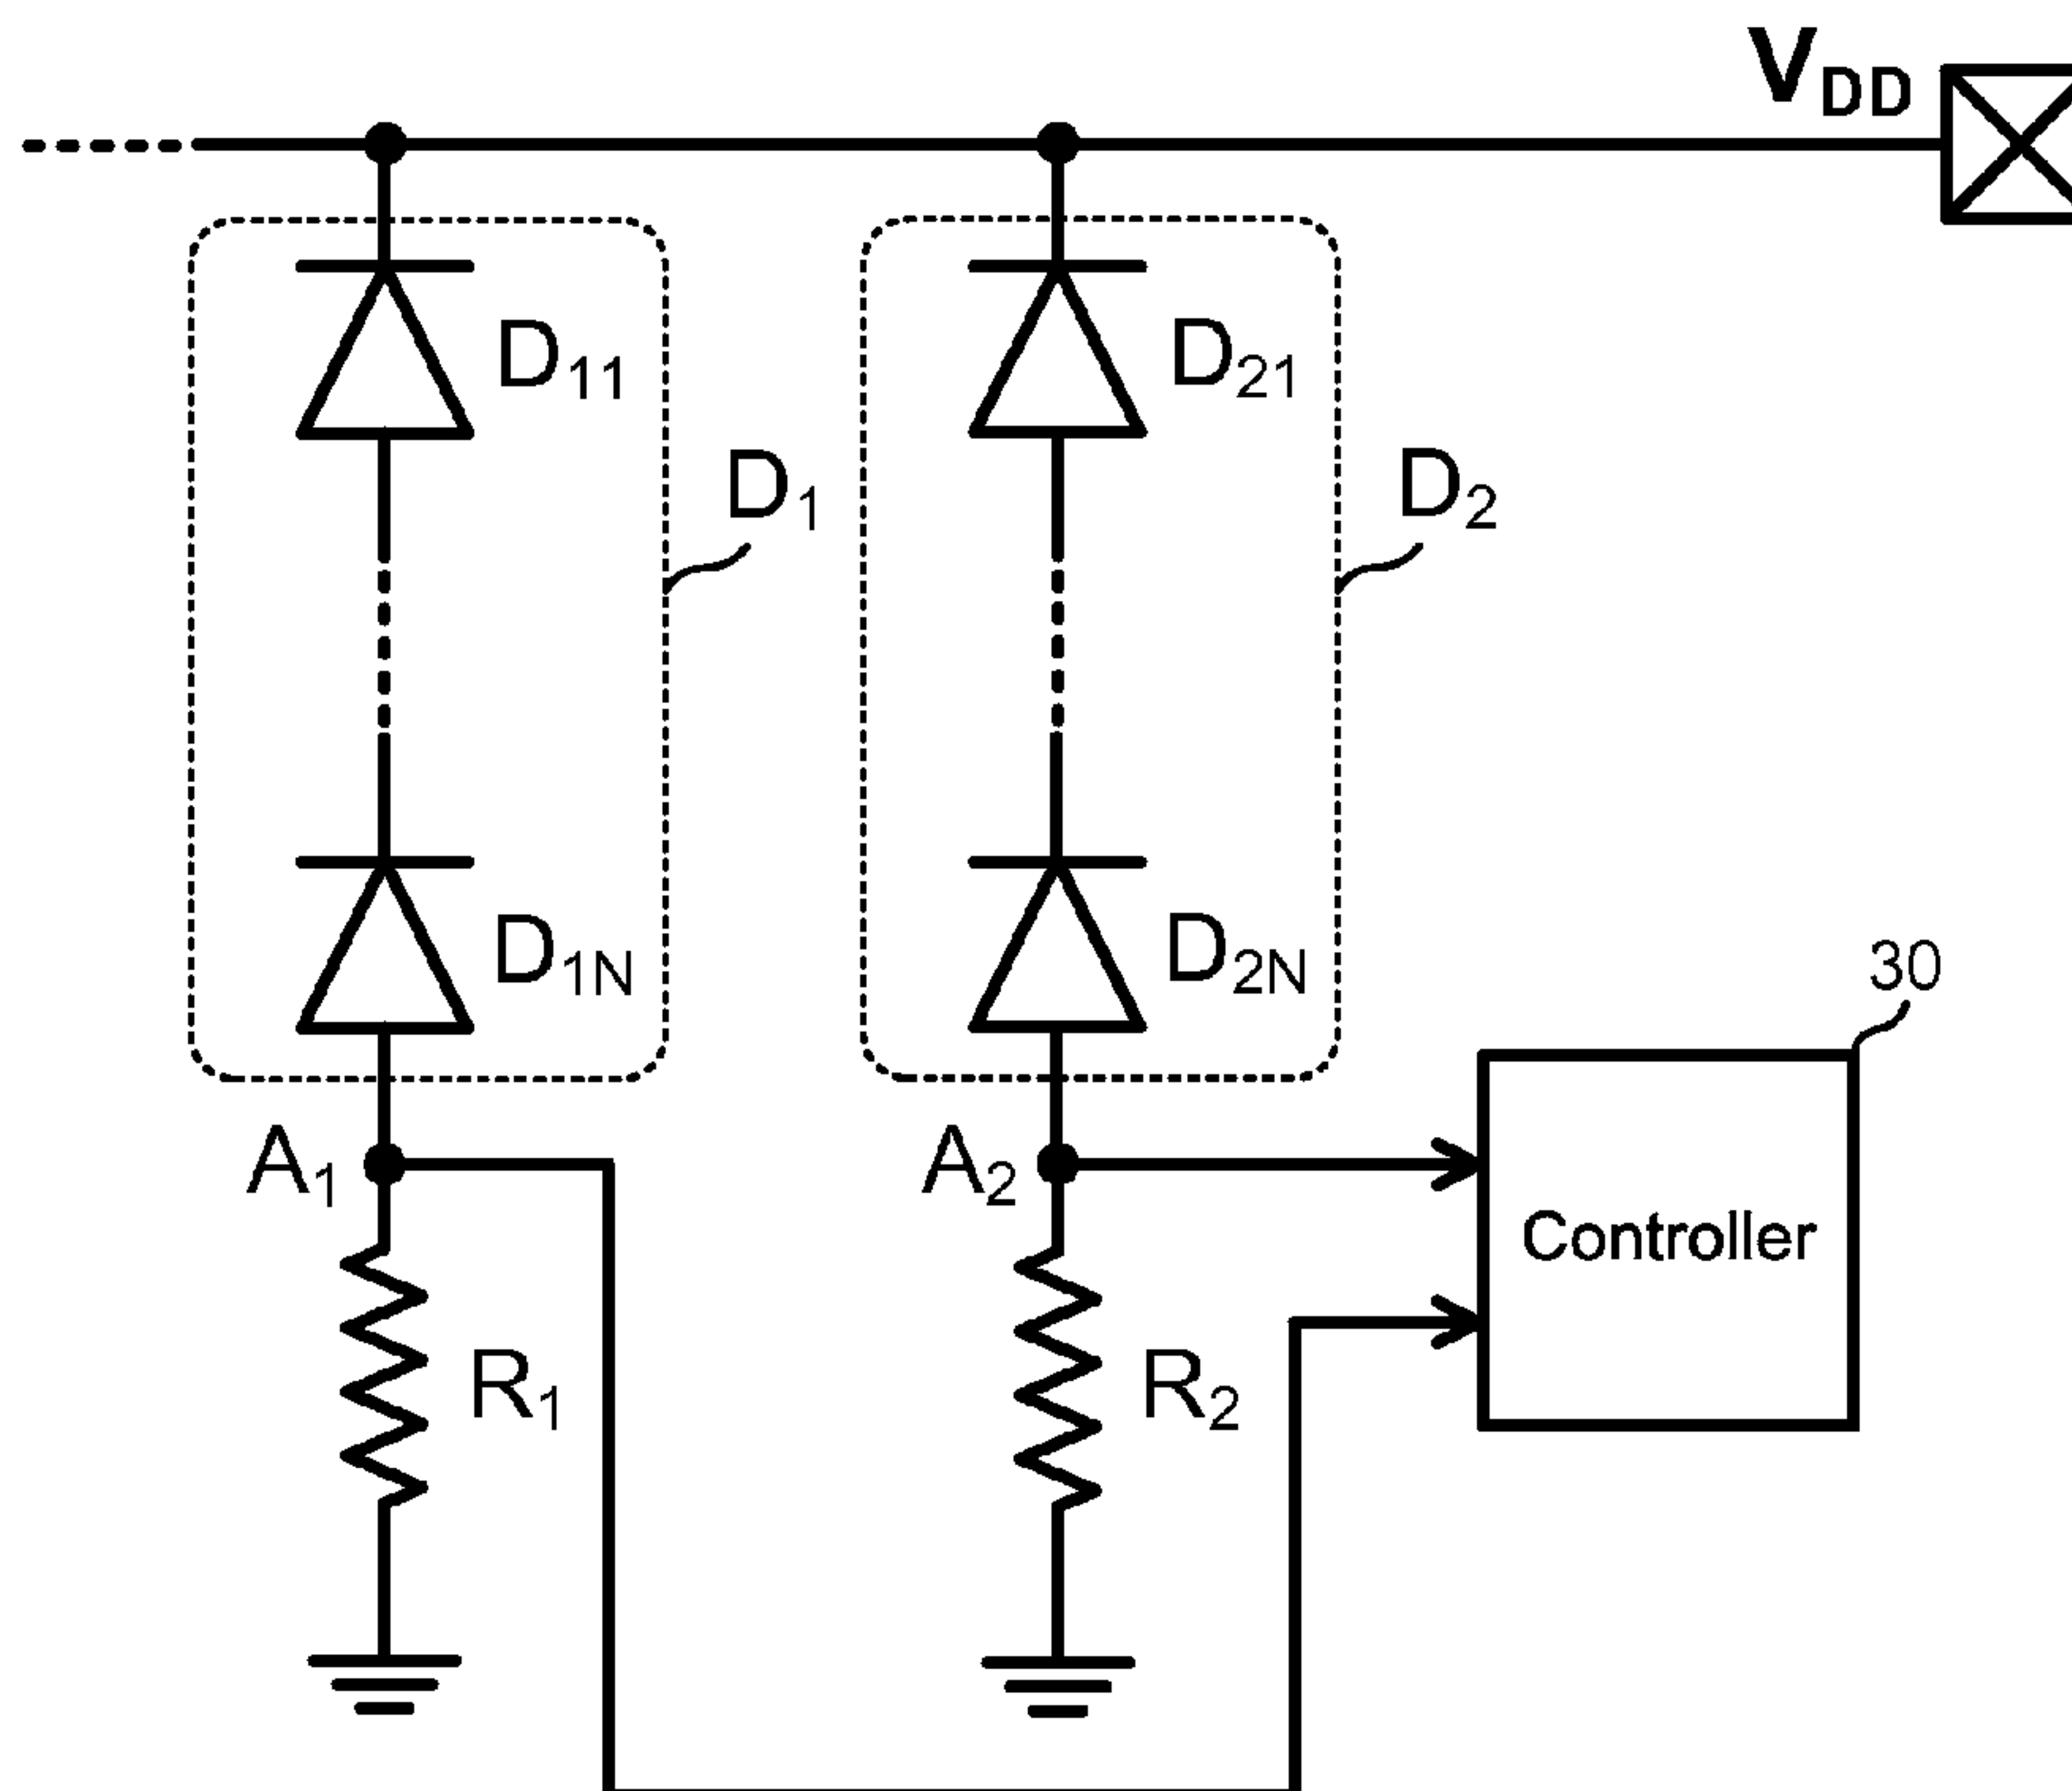 VDD
D11
D21
D1
D2
D1N
D2N
30
A1
A2
Controller
R1
R2